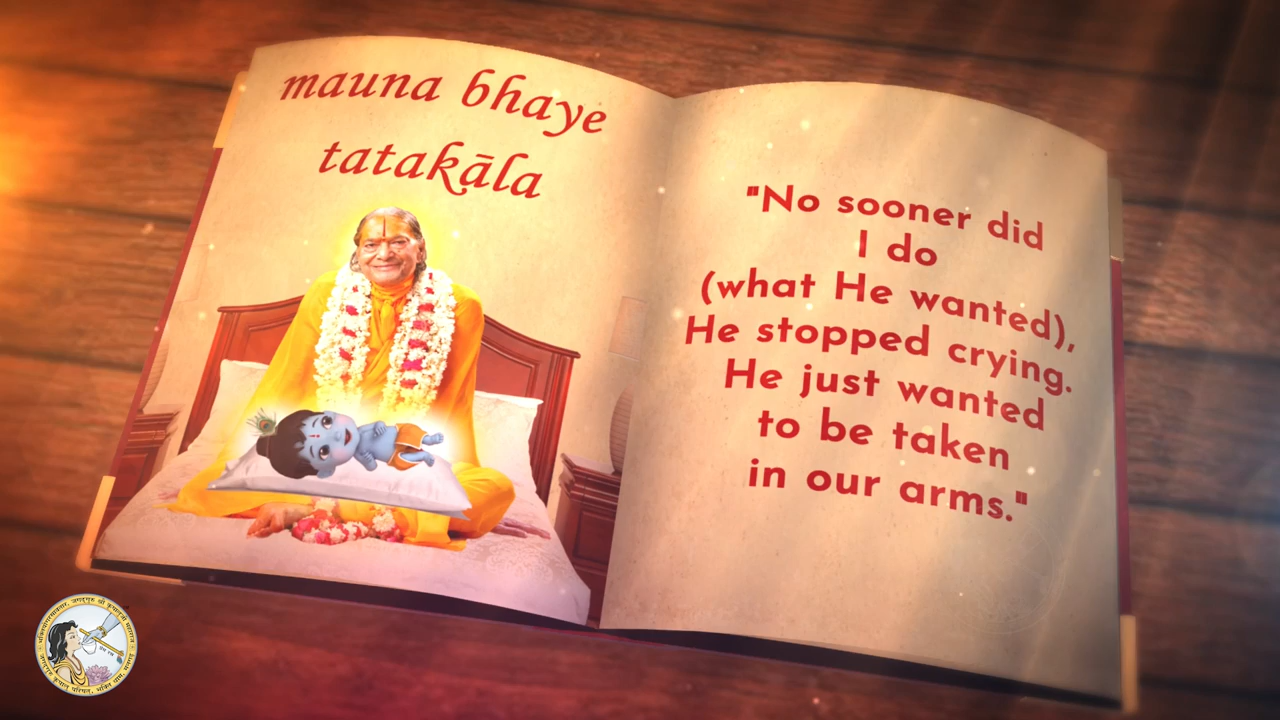 mauna bhaye
tatakāla
"No sooner did
I do
(what He wanted),
He stopped crying.
He just wanted
to be taken
in our arms."